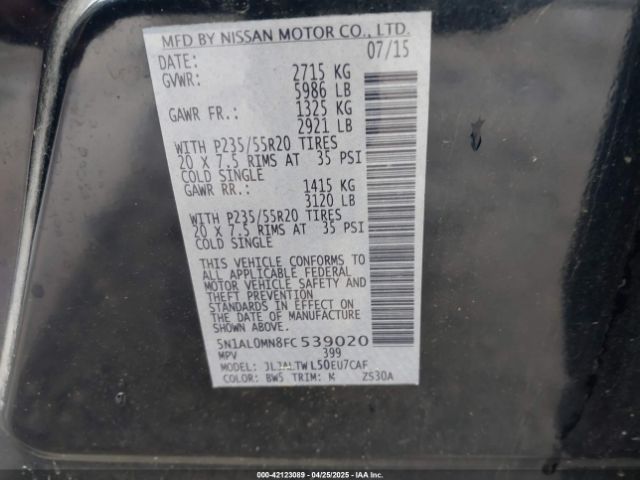 MFD BY NISSAN MOTOR CO., LTD.
DATE: 07/15
GVWR: 2715 KG
5986 LB
GAWR FR.: 1325 KG
2921 LB
WITH P235/55R20 TIRES
20 X 7.5 RIMS AT 35 PSI
COLD SINGLE
GAWR RR.: 1415 KG
3120 LB
WITH P235/55R20 TIRES
20 X 7.5 RIMS AT 35 PSI
COLD SINGLE
THIS VEHICLE CONFORMS TO
ALL APPLICABLE FEDERAL
MOTOR VEHICLE SAFETY AND
THEFT PREVENTION
STANDARDS IN EFFECT ON
THE DATE OF MANUFACTURE
SHOWN ABOVE.
5N1AL0MN8FC539020
MPV 399
MODEL: WL50EU7CAF
COLOR: BW5 TRIM: K ZS30A
000-42123089 - 04/25/2025 - IAAI.com